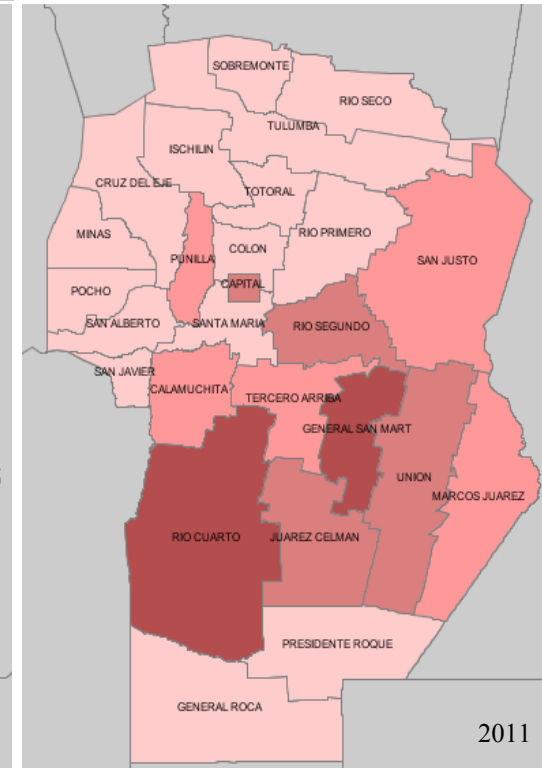 SOBREMONTE
RIO SECO
TULUMBA
ISCHILIN
CRUZ DEL EJE
TOTORAL
RIO PRIMERO
MINAS
COLON
PUNILLA
SAN JUSTO
CAPITAL
POCHO
SAN ALBERTO
SANTA MARIA
RIO SEGUNDO
SAN JAVIER
CALAMUCHITA
TERCERO ARRIBA
GENERAL SAN MART
UNION
MARCOS JUAREZ
RIO CUARTO
JUAREZ CELMAN
PRESIDENTE ROQUE
GENERAL ROCA
2011